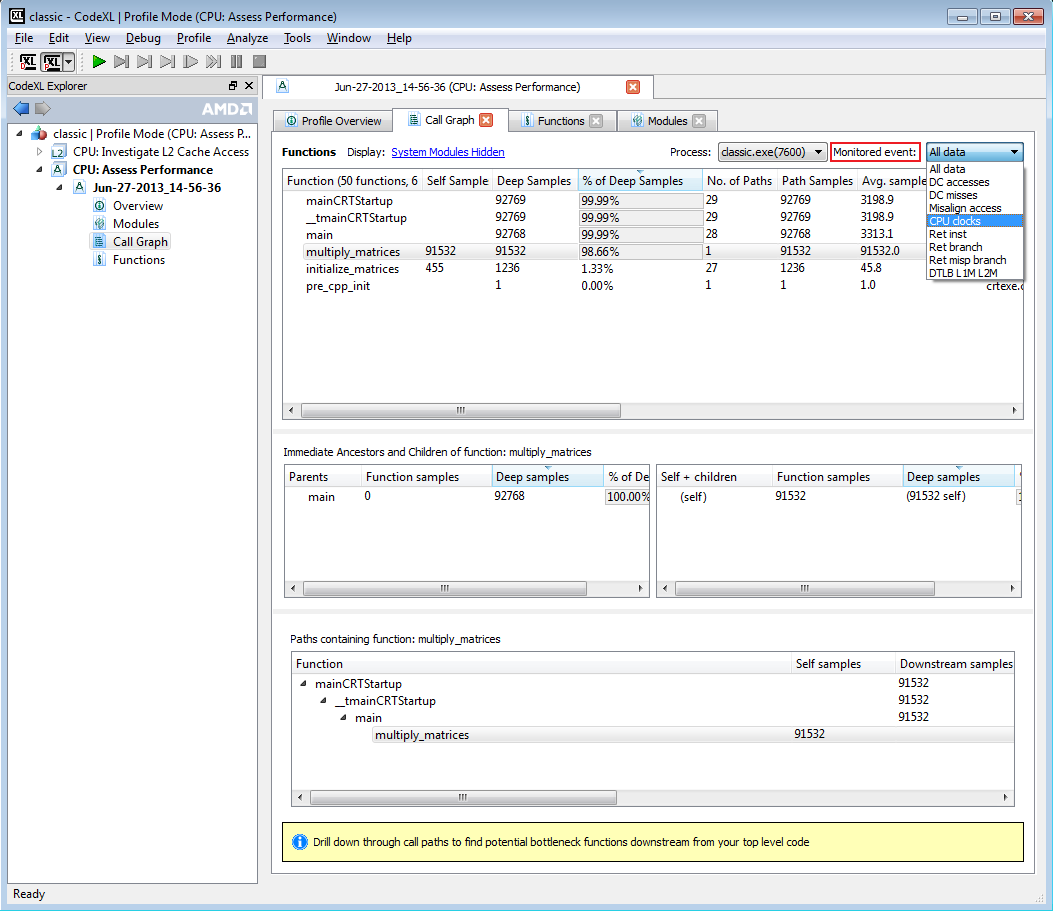 classic - CodeXL | Profile Mode (CPU: Assess Performance)
File Edit View Debug Profile Analyze Tools Window Help
CodeXL Explorer
AMD
classic | Profile Mode (CPU: Assess P...
CPU: Investigate L2 Cache Access
CPU: Assess Performance
Jun-27-2013_14-56-36
Overview
Modules
Call Graph
Functions
Jun-27-2013_14-56-36 (CPU: Assess Performance)
Profile Overview Call Graph Functions Modules
Functions Display: System Modules Hidden Process: classic.exe(7600) Monitored event: All data
All data
DC accesses
DC misses
Misalign access
CPU clocks
Ret inst
Ret branch
Ret misp branch
DTLB L1M L2M
Function (50 functions, 6 Self Sample Deep Samples % of Deep Samples No. of Paths Path Samples Avg. sample
mainCRTStartup 92769 99.99% 29 92769 3198.9
__tmainCRTStartup 92769 99.99% 29 92769 3198.9
main 92768 99.99% 28 92768 3313.1
multiply_matrices 91532 91532 98.66% 1 91532 91532.0
initialize_matrices 455 1236 1.33% 27 1236 45.8
pre_cpp_init 1 0.00% 1 1 1.0 crtexe.c
Immediate Ancestors and Children of function: multiply_matrices
Parents Function samples Deep samples % of De
main 0 92768 100.00%
Self + children Function samples Deep samples
(self) 91532 (91532 self)
Paths containing function: multiply_matrices
Function Self samples Downstream samples
mainCRTStartup 91532
__tmainCRTStartup 91532
main 91532
multiply_matrices 91532
Drill down through call paths to find potential bottleneck functions downstream from your top level code
Ready